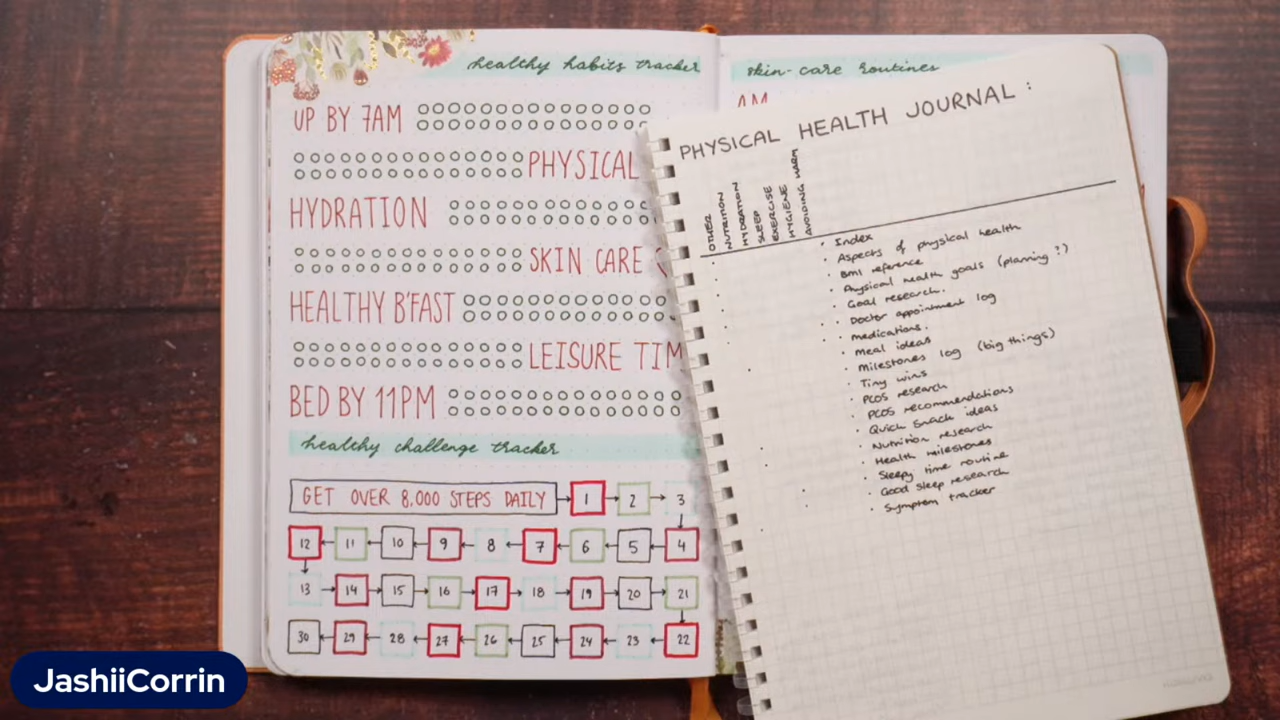 healthy habits tracker
UP BY 7AM
PHYSICAL
HYDRATION
SKIN CARE
HEALTHY B'FAST
LEISURE TIM
BED BY 11PM
healthy challenge tracker
GET OVER 8,000 STEPS DAILY 1 2 3
12 11 10 9 8 7 6 5 4
13 14 15 16 17 18 19 20 21
30 29 28 27 26 25 24 23 22
skin-care routines
AM
PHYSICAL HEALTH JOURNAL:
OTHER
NUTRITION
HYDRATION
SLEEP
EXERCISE
HYGIENE
AVOIDING HARM
• Index
• Aspects of physical health
• BMI reference
• Physical health goals (planning?)
• Goal research.
• Doctor appointment log
• medications.
• Meal ideas
• Milestones log (big things)
• Tiny wins
• PCOS research
• PCOS recommendations
• Quick snack ideas
• Nutrition research
• Health milestones
• Sleepy time routine
• Good sleep research
• Symptom tracker
JashiiCorrin